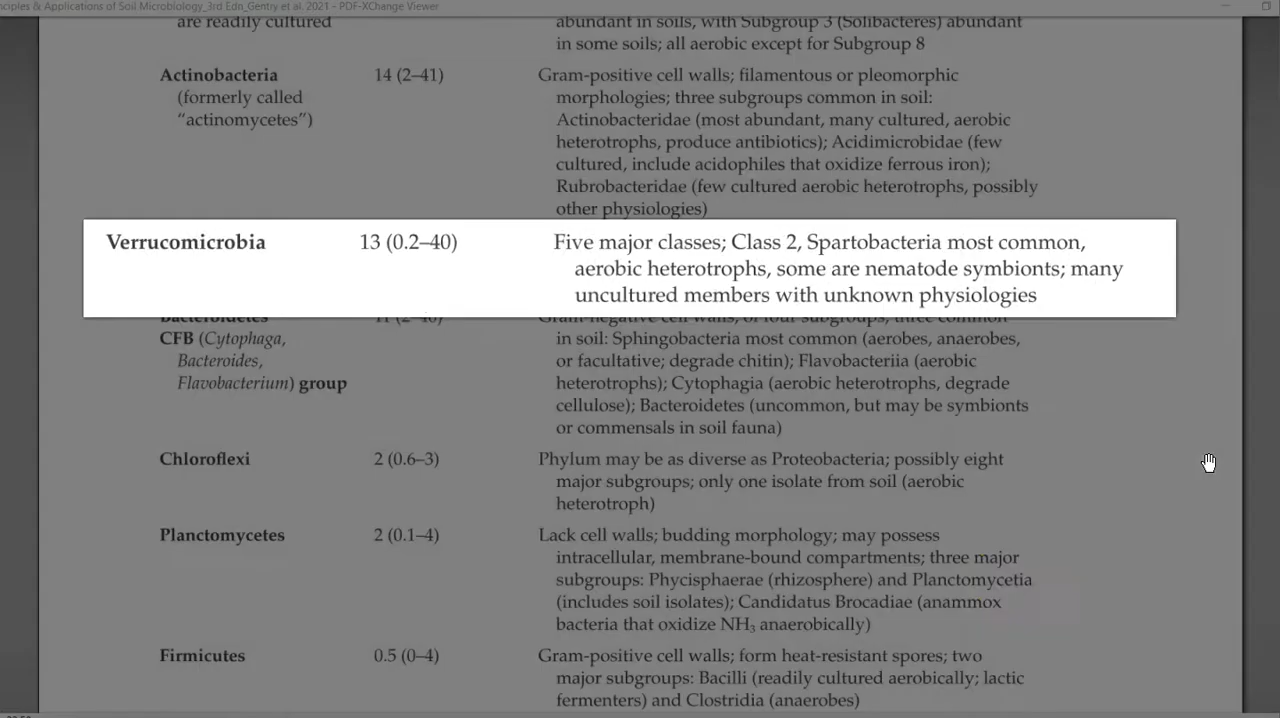 ciples & Applications of Soil Microbiology_3rd Edn_Gentry et al. 2021 - PDF-XChange Viewer
are readily cultured
abundant in soils, with Subgroup 3 (Solibacteres) abundant
in some soils; all aerobic except for Subgroup 8
Actinobacteria 14 (2–41) Gram-positive cell walls; filamentous or pleomorphic
(formerly called morphologies; three subgroups common in soil:
“actinomycetes”) Actinobacteridae (most abundant, many cultured, aerobic
heterotrophs, produce antibiotics); Acidimicrobidae (few
cultured, include acidophiles that oxidize ferrous iron);
Rubrobacteridae (few cultured aerobic heterotrophs, possibly
other physiologies)
Verrucomicrobia 13 (0.2–40) Five major classes; Class 2, Spartobacteria most common,
aerobic heterotrophs, some are nematode symbionts; many
uncultured members with unknown physiologies
Bacteroidetes Gram-negative cell walls, of four subgroups, three common
CFB (Cytophaga, in soil: Sphingobacteria most common (aerobes, anaerobes,
Bacteroides, or facultative; degrade chitin); Flavobacteriia (aerobic
Flavobacterium) group heterotrophs); Cytophagia (aerobic heterotrophs, degrade
cellulose); Bacteroidetes (uncommon, but may be symbionts
or commensals in soil fauna)
Chloroflexi 2 (0.6–3) Phylum may be as diverse as Proteobacteria; possibly eight
major subgroups; only one isolate from soil (aerobic
heterotroph)
Planctomycetes 2 (0.1–4) Lack cell walls; budding morphology; may possess
intracellular, membrane-bound compartments; three major
subgroups: Phycisphaerae (rhizosphere) and Planctomycetia
(includes soil isolates); Candidatus Brocadiae (anammox
bacteria that oxidize NH₃ anaerobically)
Firmicutes 0.5 (0–4) Gram-positive cell walls; form heat-resistant spores; two
major subgroups: Bacilli (readily cultured aerobically; lactic
fermenters) and Clostridia (anaerobes)